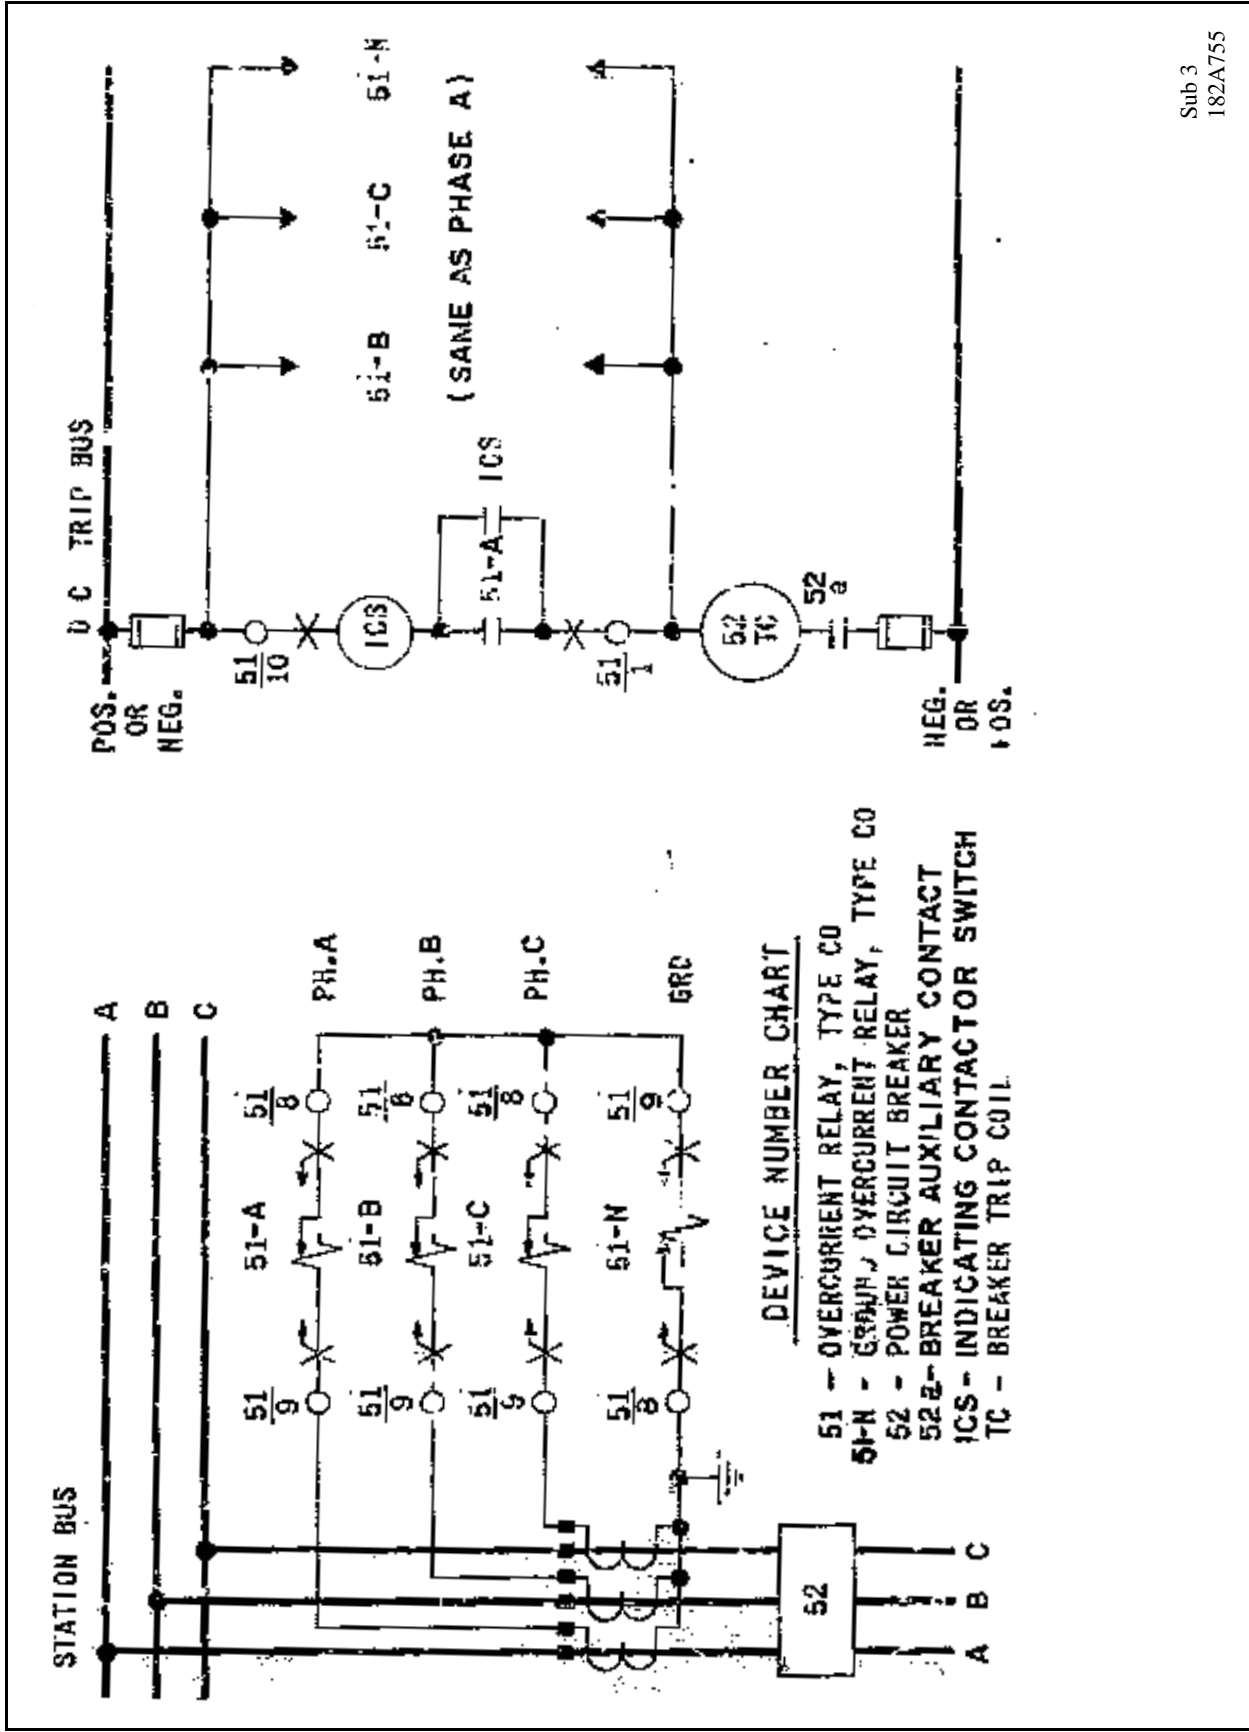 STATION BUS
A
B
C
51
9
51-A
51
8
PH.A
51
9
51-B
51
8
PH.B
51
9
51-C
51
8
PH.C
51
8
51-N
51
9
GRD
52
A
B
C
DEVICE NUMBER CHART
51 - OVERCURRENT RELAY, TYPE CO
51-N - GROUND OVERCURRENT RELAY, TYPE CO
52 - POWER CIRCUIT BREAKER
52a- BREAKER AUXILIARY CONTACT
ICS- INDICATING CONTACTOR SWITCH
TC - BREAKER TRIP COIL
D C TRIP BUS
POS.
OR
NEG.
51
10
ICS
51-A
ICS
51
1
52
TC
52
a
NEG.
OR
POS.
51-B
51-C
51-N
(SAME AS PHASE A)
Sub 3
182A755